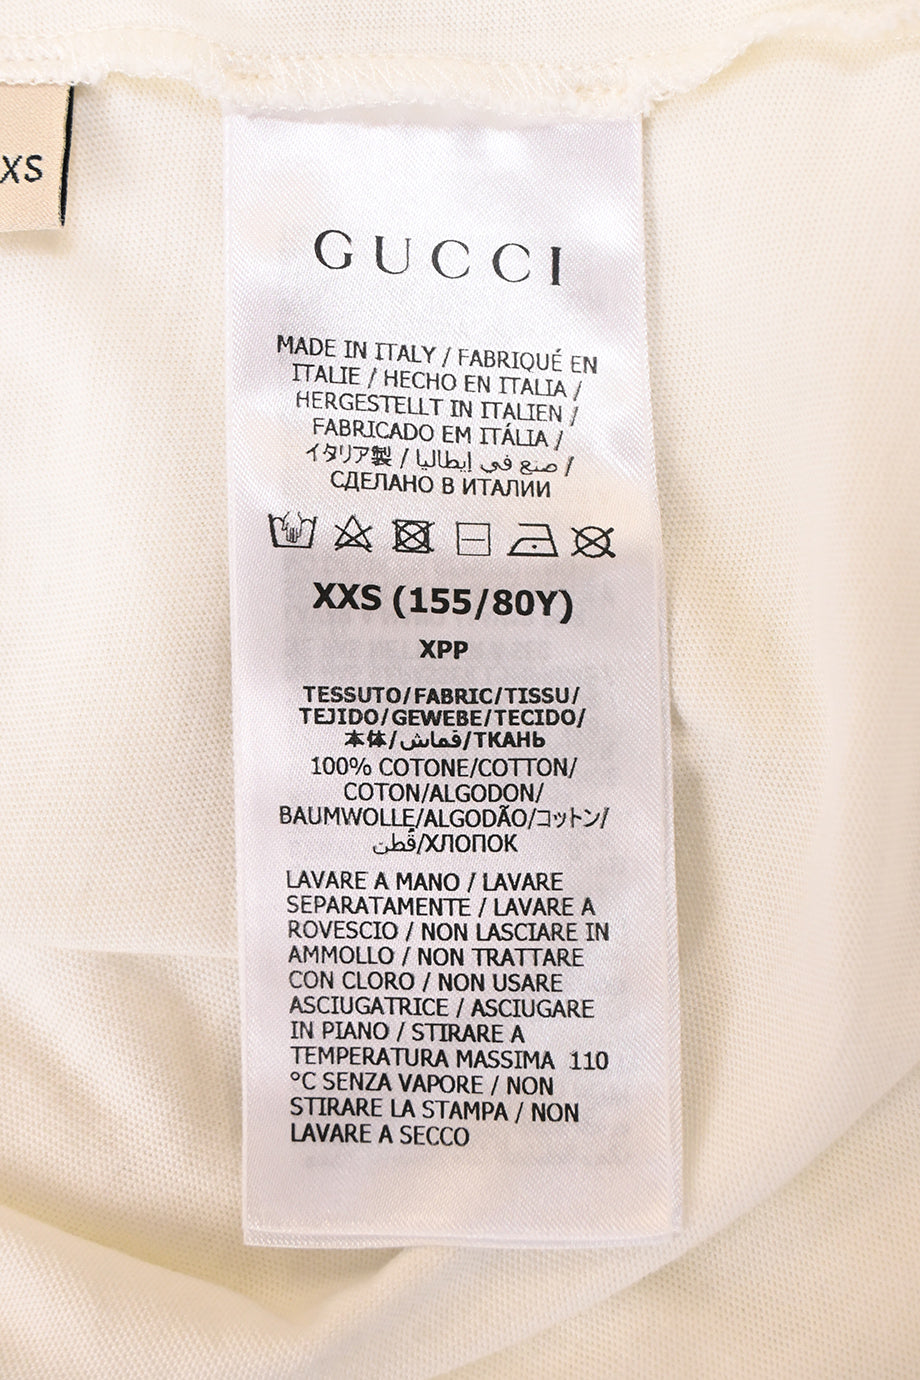 XS
GUCCI
MADE IN ITALY / FABRIQUÉ EN
ITALIE / HECHO EN ITALIA /
HERGESTELLT IN ITALIEN /
FABRICADO EM ITÁLIA /
イタリア製 / صنع في إيطاليا /
СДЕЛАНО В ИТАЛИИ
XXS (155/80Y)
XPP
TESSUTO/FABRIC/TISSU/
TEJIDO/GEWEBE/TECIDO/
本体/قماش/ТКАНЬ
100% COTONE/COTTON/
COTON/ALGODON/
BAUMWOLLE/ALGODÃO/コットン/
قُطن/ХЛОПОК
LAVARE A MANO / LAVARE
SEPARATAMENTE / LAVARE A
ROVESCIO / NON LASCIARE IN
AMMOLLO / NON TRATTARE
CON CLORO / NON USARE
ASCIUGATRICE / ASCIUGARE
IN PIANO / STIRARE A
TEMPERATURA MASSIMA 110
°C SENZA VAPORE / NON
STIRARE LA STAMPA / NON
LAVARE A SECCO